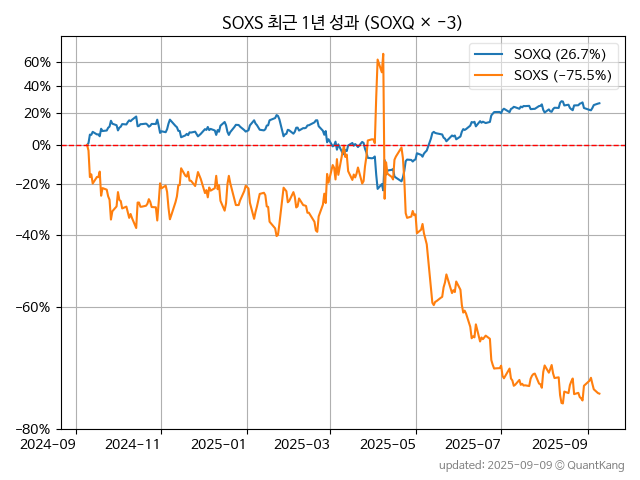 SOXS 최근 1년 성과 (SOXQ × −3)
SOXQ (26.7%)
SOXS (−75.5%)
60%
40%
20%
0%
−20%
−40%
−60%
−80%
2024-09 2024-11 2025-01 2025-03 2025-05 2025-07 2025-09
updated: 2025-09-09 © QuantKang